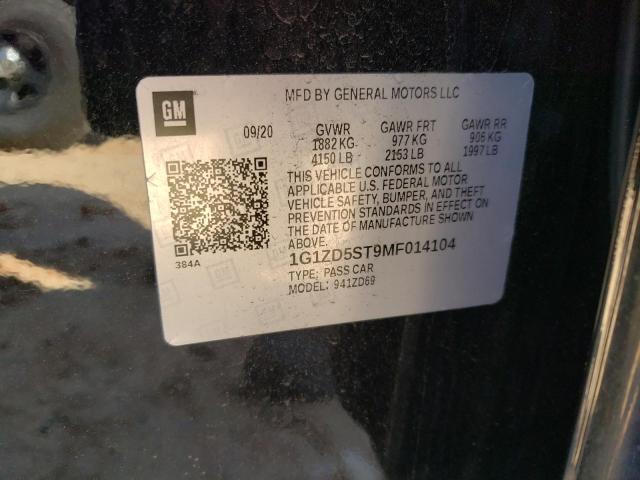 GM
MFD BY GENERAL MOTORS LLC
09/20 GVWR GAWR FRT GAWR RR
1882 KG 977 KG 906 KG
4150 LB 2153 LB 1997 LB
THIS VEHICLE CONFORMS TO ALL
APPLICABLE U.S. FEDERAL MOTOR
VEHICLE SAFETY, BUMPER, AND THEFT
PREVENTION STANDARDS IN EFFECT ON
THE DATE OF MANUFACTURE SHOWN
ABOVE.
384A
1G1ZD5ST9MF014104
TYPE: PASS CAR
MODEL: 941ZD69